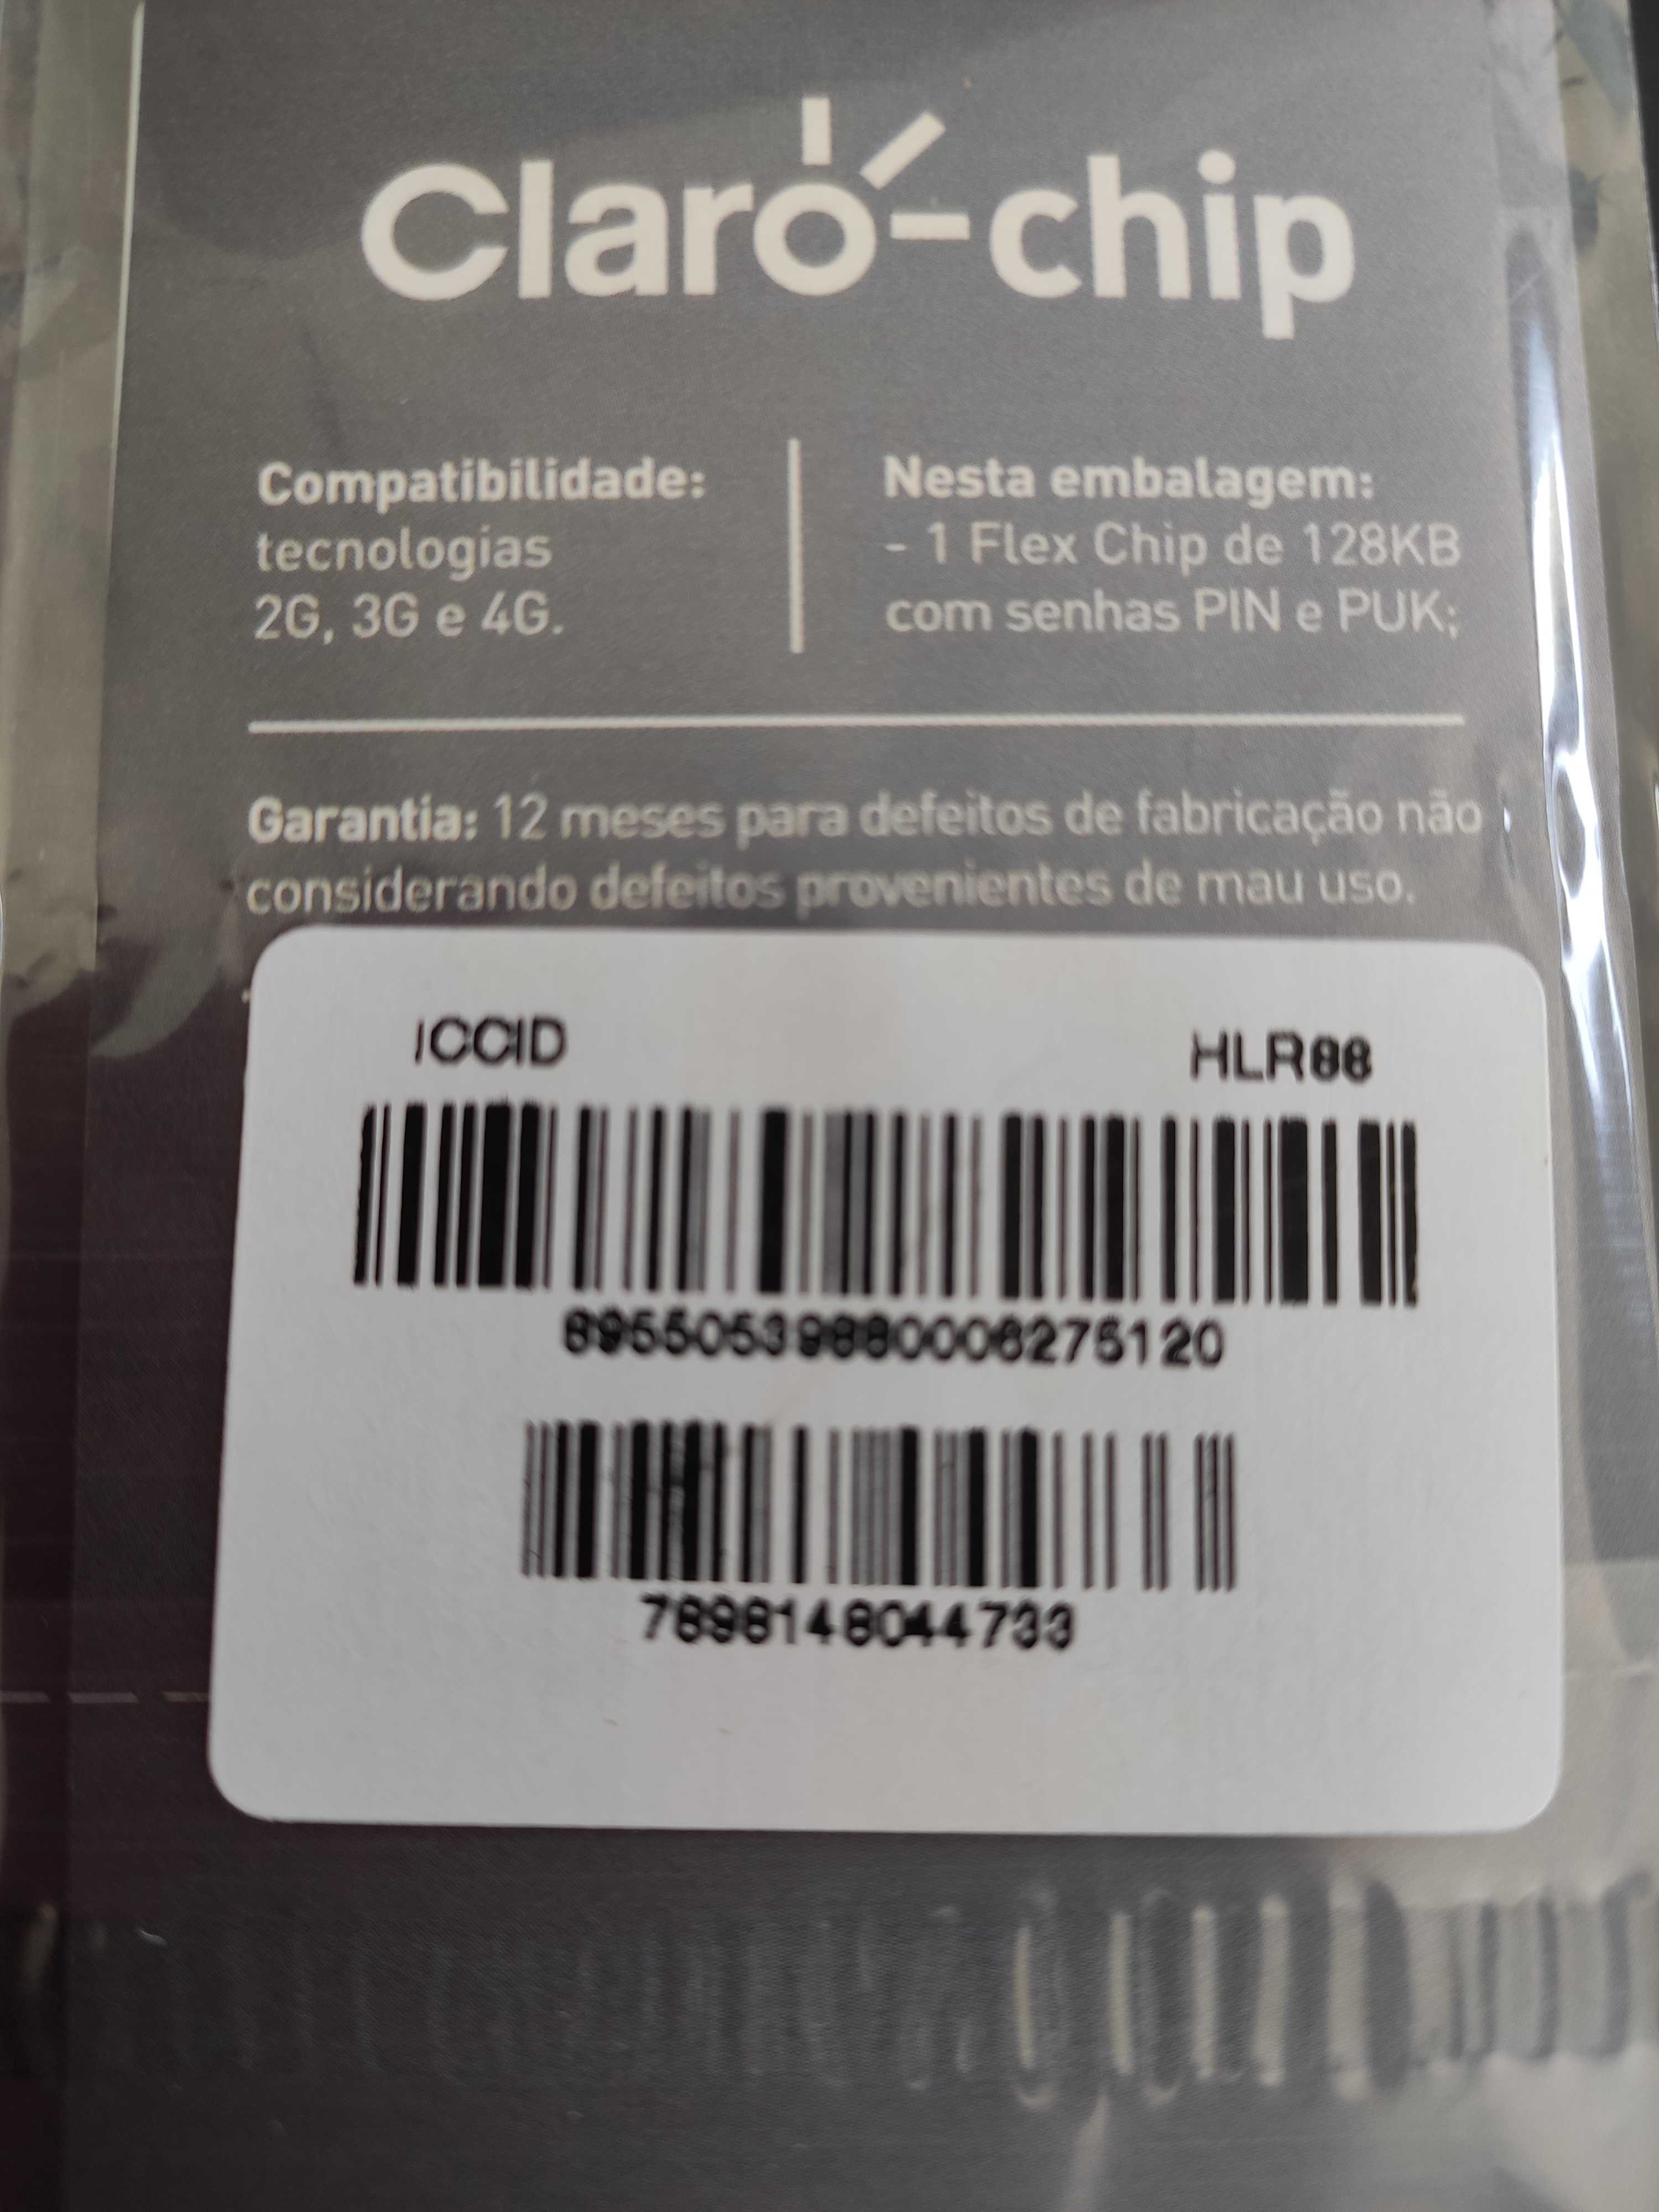 Claro-chip
Compatibilidade:
tecnologias
2G, 3G e 4G.
Nesta embalagem:
- 1 Flex Chip de 128KB
com senhas PIN e PUK;
Garantia: 12 meses para defeitos de fabricação não
considerando defeitos provenientes de mau uso.
ICCID
HLR88
89550539880006275120
7898148044733